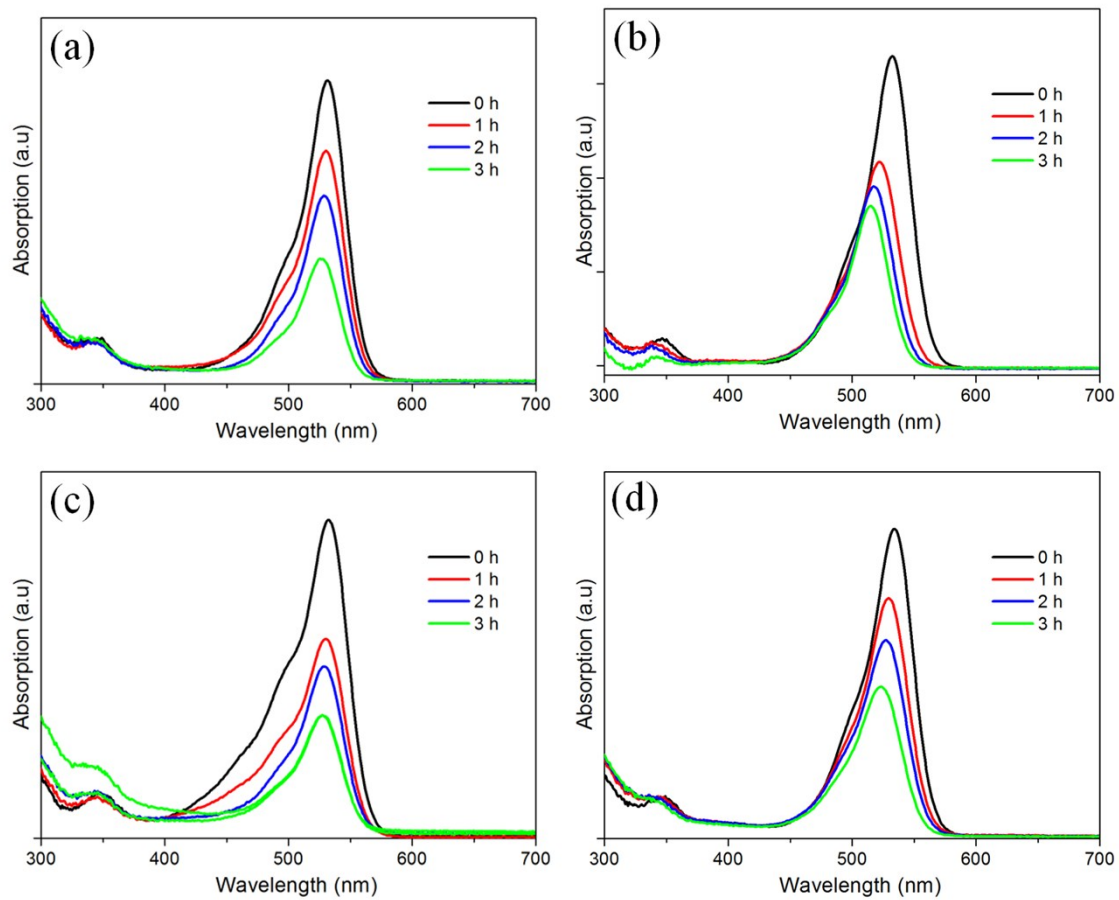 (a)
0 h
1 h
2 h
3 h
Absorption (a.u)
300
400
500
600
700
Wavelength (nm)
(b)
0 h
1 h
2 h
3 h
Absorption (a.u)
300
400
500
600
700
Wavelength (nm)
(c)
0 h
1 h
2 h
3 h
Absorption (a.u)
300
400
500
600
700
Wavelength (nm)
(d)
0 h
1 h
2 h
3 h
Absorption (a.u)
300
400
500
600
700
Wavelength (nm)